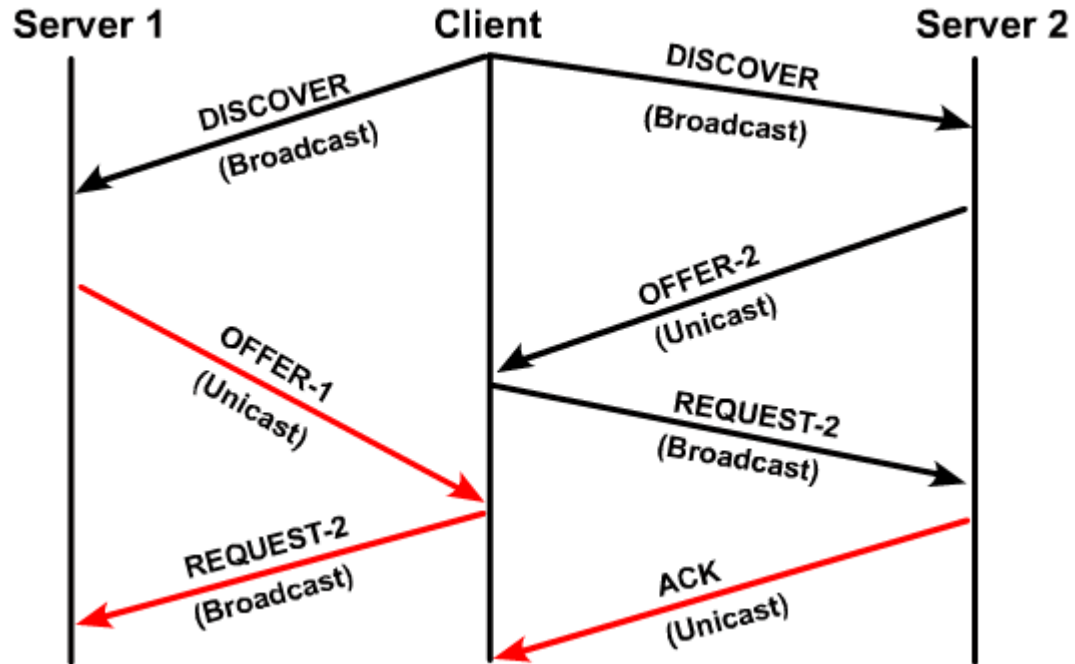 Server 1
Client
Server 2
DISCOVER
(Broadcast)
DISCOVER
(Broadcast)
OFFER-2
(Unicast)
OFFER-1
(Unicast)
REQUEST-2
(Broadcast)
REQUEST-2
(Broadcast)
ACK
(Unicast)